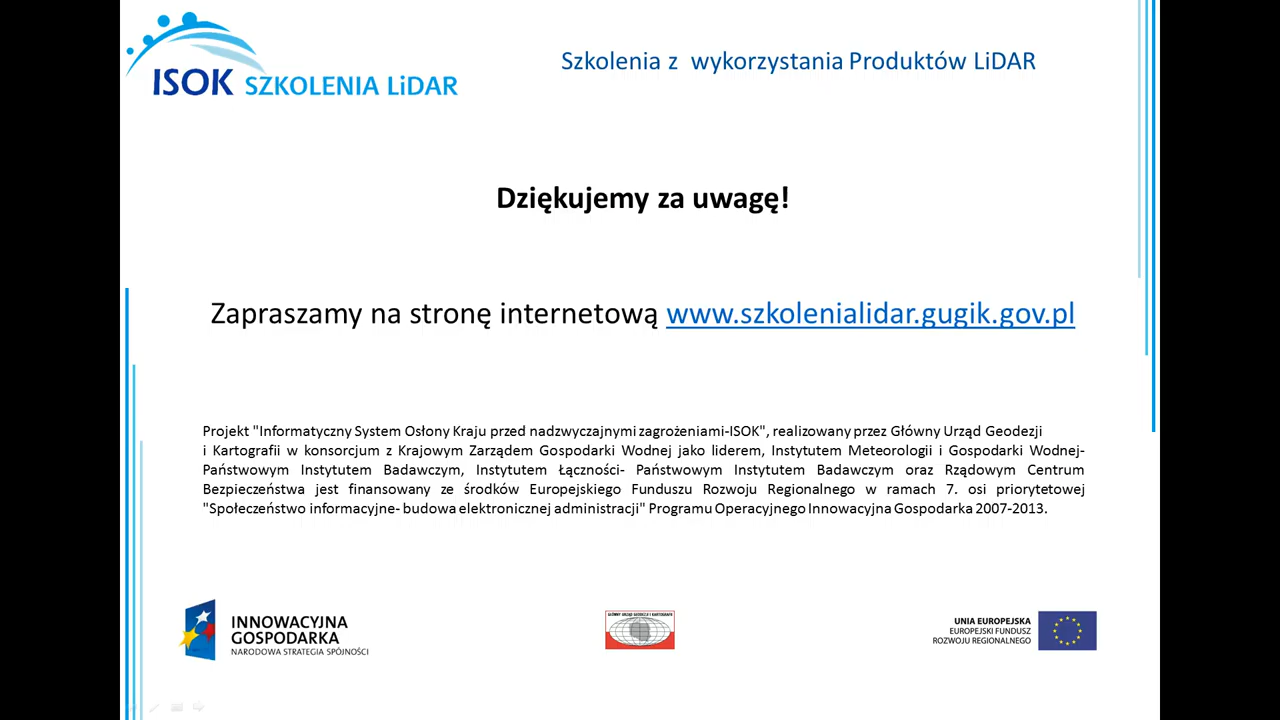 ISOK SZKOLENIA LiDAR
Szkolenia z wykorzystania Produktów LiDAR
Dziękujemy za uwagę!
Zapraszamy na stronę internetową www.szkolenialidar.gugik.gov.pl
Projekt "Informatyczny System Osłony Kraju przed nadzwyczajnymi zagrożeniami-ISOK", realizowany przez Główny Urząd Geodezji
i Kartografii w konsorcjum z Krajowym Zarządem Gospodarki Wodnej jako liderem, Instytutem Meteorologii i Gospodarki Wodnej-
Państwowym Instytutem Badawczym, Instytutem Łączności- Państwowym Instytutem Badawczym oraz Rządowym Centrum
Bezpieczeństwa jest finansowany ze środków Europejskiego Funduszu Rozwoju Regionalnego w ramach 7. osi priorytetowej
"Społeczeństwo informacyjne- budowa elektronicznej administracji" Programu Operacyjnego Innowacyjna Gospodarka 2007-2013.
INNOWACYJNA
GOSPODARKA
NARODOWA STRATEGIA SPÓJNOŚCI
GŁÓWNY URZĄD GEODEZJI I KARTOGRAFII
UNIA EUROPEJSKA
EUROPEJSKI FUNDUSZ
ROZWOJU REGIONALNEGO